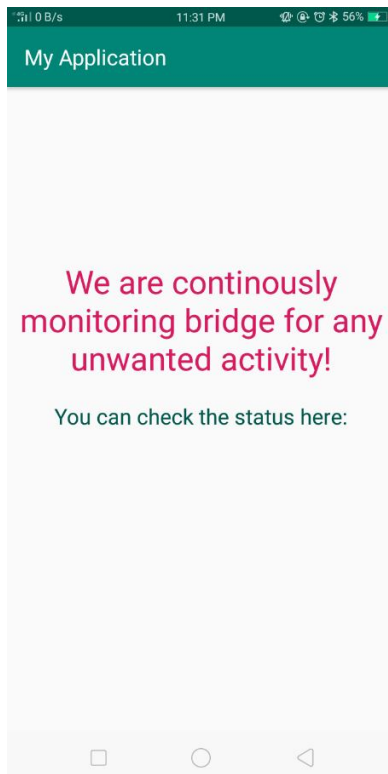 0 B/s 11:31 PM 56%
My Application
We are continously
monitoring bridge for any
unwanted activity!
You can check the status here: